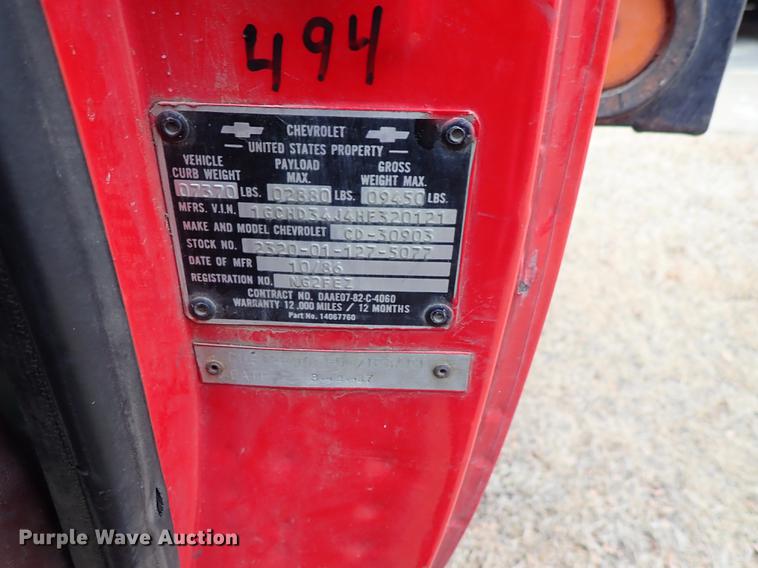 494
CHEVROLET
UNITED STATES PROPERTY
VEHICLE CURB WEIGHT PAYLOAD MAX. GROSS WEIGHT MAX.
07370 LBS. 02880 LBS. 09450 LBS.
MFRS. V.I.N. 1GCHD34J4HF320121
MAKE AND MODEL CHEVROLET CD-30903
STOCK NO. 2320-01-127-5077
DATE OF MFR 10/86
REGISTRATION NO. NG2FEZ
CONTRACT NO. DAAE07-82-C-4060
WARRANTY 12,000 MILES / 12 MONTHS
Part No. 14067760
DATE
Purple Wave Auction